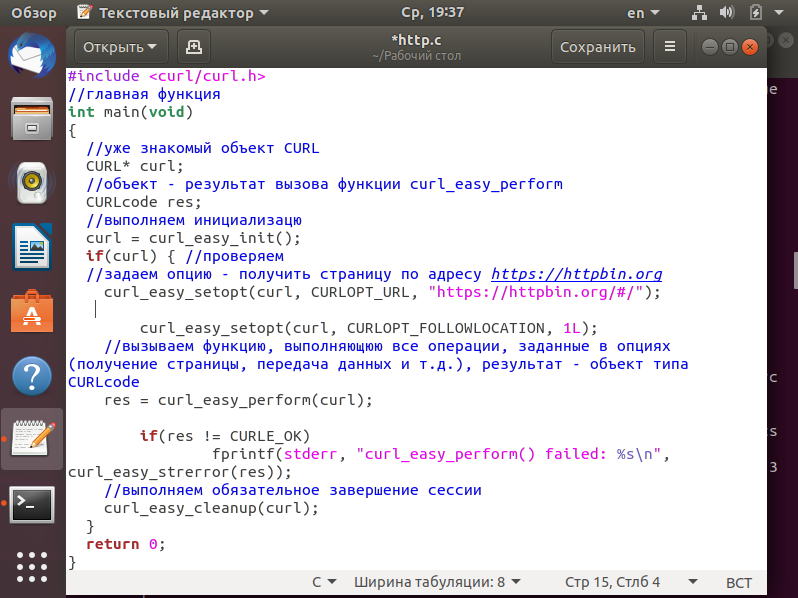 Обзор
Текстовый редактор
Ср, 19:37
en
Открыть
*http.c
~/Рабочий стол
Сохранить
#include <curl/curl.h>
//главная функция
int main(void)
{
//уже знакомый объект CURL
CURL* curl;
//объект - результат вызова функции curl_easy_perform
CURLcode res;
//выполняем инициализацю
curl = curl_easy_init();
if(curl) { //проверяем
//задаем опцию - получить страницу по адресу https://httpbin.org
curl_easy_setopt(curl, CURLOPT_URL, "https://httpbin.org/#/");
curl_easy_setopt(curl, CURLOPT_FOLLOWLOCATION, 1L);
//вызываем функцию, выполняющюю все операции, заданные в опциях
(получение страницы, передача данных и т.д.), результат - объект типа
CURLcode
res = curl_easy_perform(curl);
if(res != CURLE_OK)
fprintf(stderr, "curl_easy_perform() failed: %s\n",
curl_easy_strerror(res));
//выполняем обязательное завершение сессии
curl_easy_cleanup(curl);
}
return 0;
}
C
Ширина табуляции: 8
Стр 15, Стлб 4
ВСТ